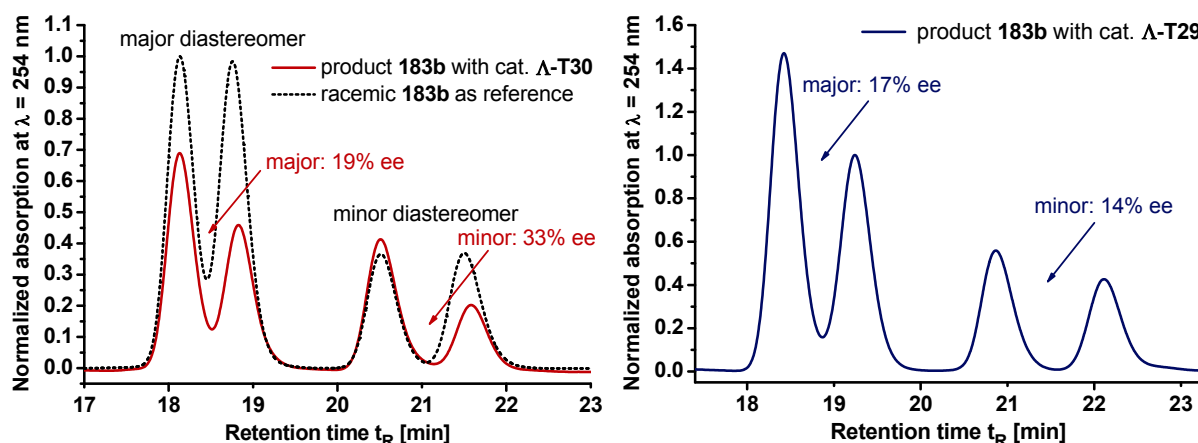 major diastereomer
product 183b with cat. Λ-T30
racemic 183b as reference
major: 19% ee
minor diastereomer
minor: 33% ee
Normalized absorption at λ = 254 nm
1.1
1.0
0.9
0.8
0.7
0.6
0.5
0.4
0.3
0.2
0.1
0.0
17 18 19 20 21 22 23
Retention time tR [min]
product 183b with cat. Λ-T29
major: 17% ee
minor: 14% ee
Normalized absorption at λ = 254 nm
1.6
1.4
1.2
1.0
0.8
0.6
0.4
0.2
0.0
18 19 20 21 22 23
Retention time tR [min]